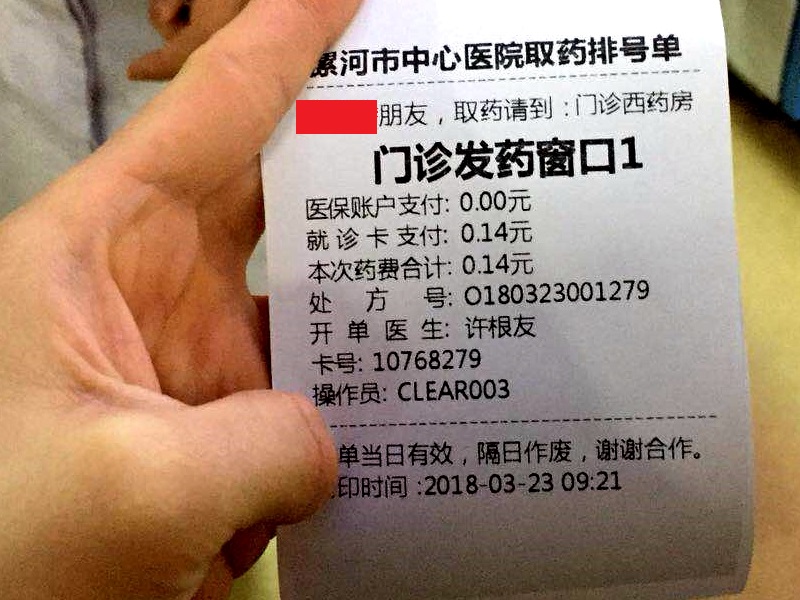 漯河市中心医院取药排号单
朋友，取药请到：门诊西药房
门诊发药窗口1
医保账户支付: 0.00元
就诊卡支付: 0.14元
本次药费合计: 0.14元
处方号: O180323001279
开单医生: 许根友
卡号: 10768279
操作员: CLEAR003
单当日有效，隔日作废，谢谢合作。
印时间:2018-03-23 09:21